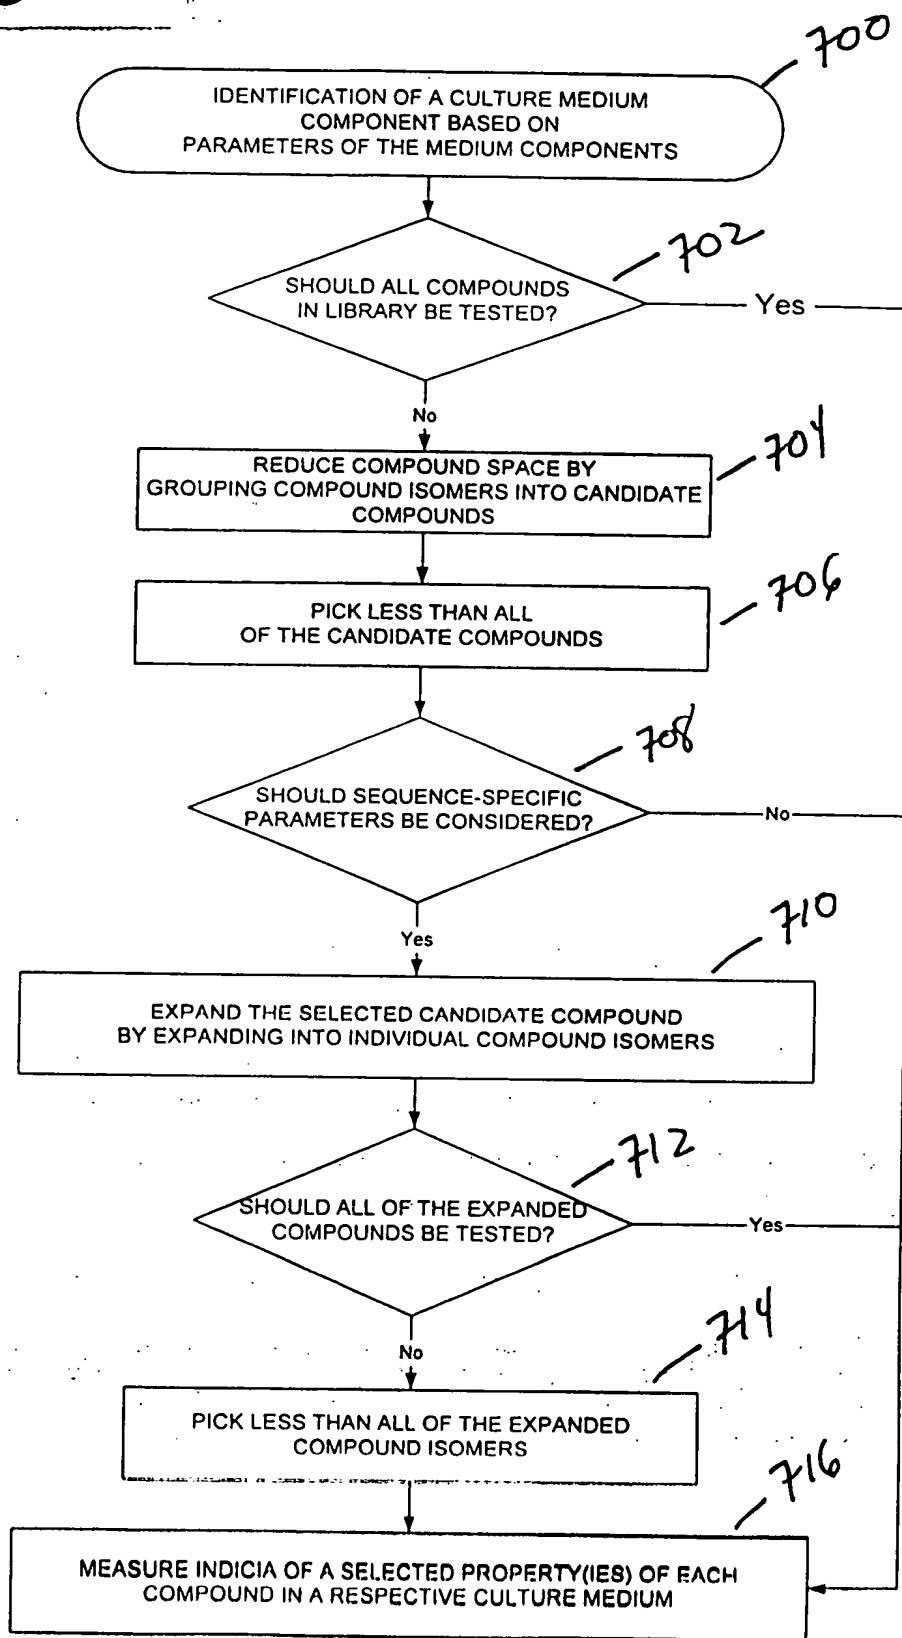 700
IDENTIFICATION OF A CULTURE MEDIUM
COMPONENT BASED ON
PARAMETERS OF THE MEDIUM COMPONENTS
702
SHOULD ALL COMPOUNDS
IN LIBRARY BE TESTED?
Yes
No
704
REDUCE COMPOUND SPACE BY
GROUPING COMPOUND ISOMERS INTO CANDIDATE
COMPOUNDS
706
PICK LESS THAN ALL
OF THE CANDIDATE COMPOUNDS
708
SHOULD SEQUENCE-SPECIFIC
PARAMETERS BE CONSIDERED?
No
Yes
710
EXPAND THE SELECTED CANDIDATE COMPOUND
BY EXPANDING INTO INDIVIDUAL COMPOUND ISOMERS
712
SHOULD ALL OF THE EXPANDED
COMPOUNDS BE TESTED?
Yes
No
714
PICK LESS THAN ALL OF THE EXPANDED
COMPOUND ISOMERS
716
MEASURE INDICIA OF A SELECTED PROPERTY(IES) OF EACH
COMPOUND IN A RESPECTIVE CULTURE MEDIUM